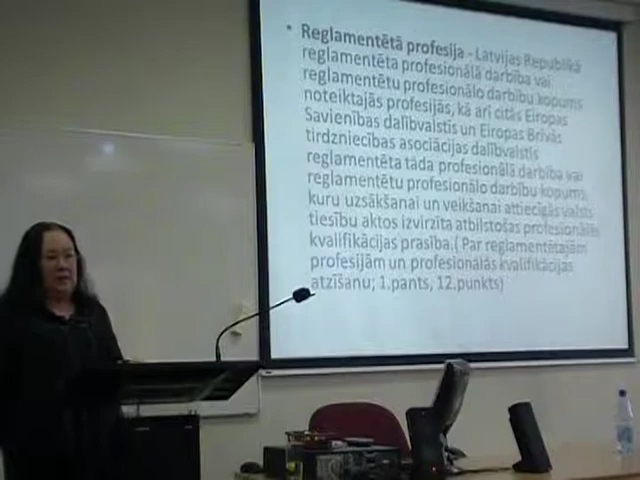 • Reglamentētā profesija - Latvijas Republikā
reglamentēta profesionālā darbība vai
reglamentētu profesionālo darbību kopums
noteiktajās profesijās, kā arī citās Eiropas
Savienības dalībvalstīs un Eiropas Brīvās
tirdzniecības asociācijas dalībvalstīs
reglamentēta tāda profesionālā darbība vai
reglamentētu profesionālo darbību kopums,
kuru uzsākšanai un veikšanai attiecīgās valsts
tiesību aktos izvirzīta atbilstošas profesionālās
kvalifikācijas prasība.( Par reglamentētajām
profesijām un profesionālās kvalifikācijas
atzīšanu; 1.pants, 12.punkts)